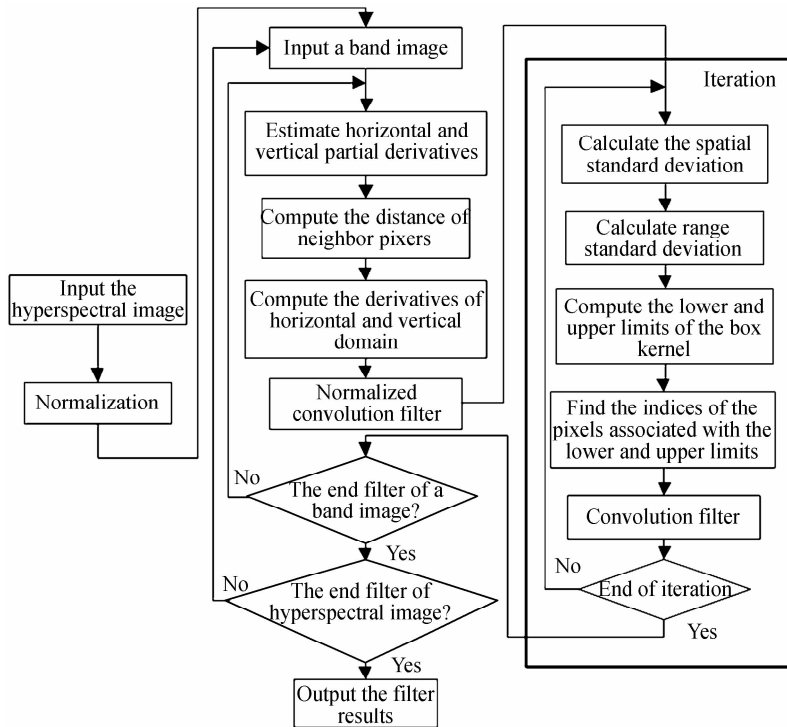 Input the
hyperspectral image
Normalization
Input a band image
Estimate horizontal and
vertical partial derivatives
Compute the distance of
neighbor pixers
Compute the derivatives of
horizontal and vertical
domain
Normalized
convolution filter
No
The end filter of a
band image?
Yes
No
The end filter of
hyperspectral image?
Yes
Output the filter
results
Iteration
Calculate the spatial
standard deviation
Calculate range
standard deviation
Compute the lower and
upper limits of the box
kernel
Find the indices of the
pixels associated with the
lower and upper limits
Convolution filter
No
End of iteration
Yes